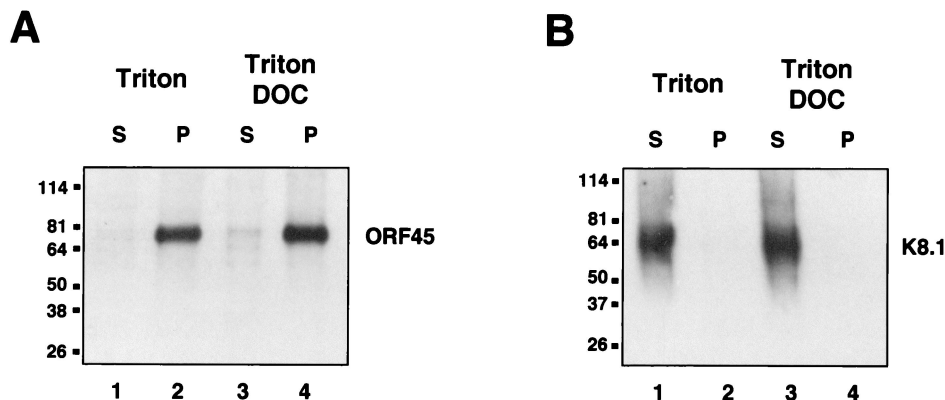 A
Triton
Triton
DOC
S P S P
114
81
64
50
38
26
ORF45
1 2 3 4
B
Triton
Triton
DOC
S P S P
114
81
64
50
37
26
K8.1
1 2 3 4